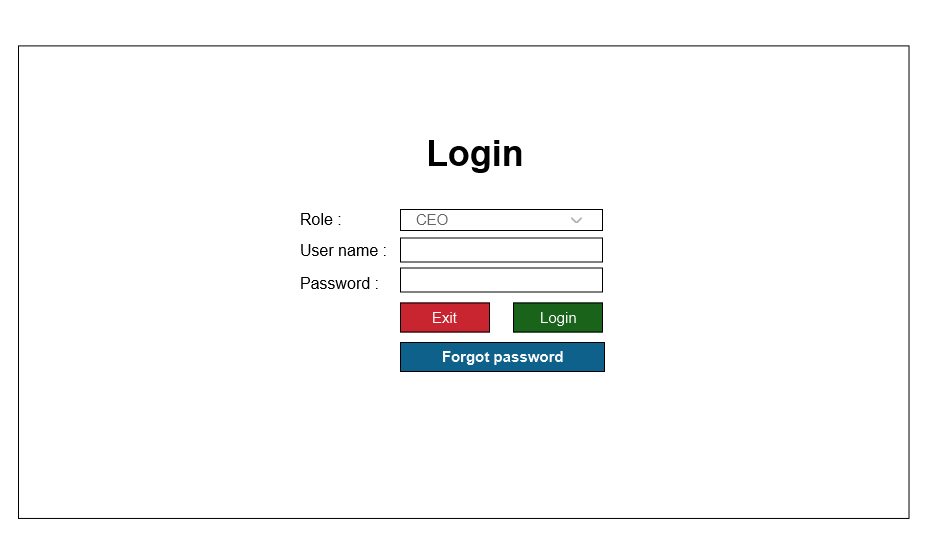 Login
Role : CEO
User name :
Password :
Exit Login
Forgot password